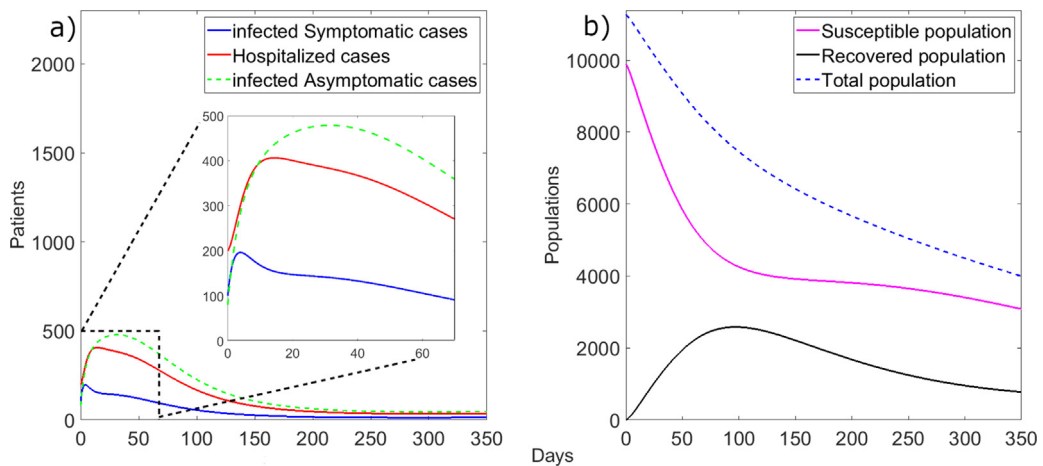 a)
infected Symptomatic cases
Hospitalized cases
infected Asymptomatic cases
Patients
2000
1500
1000
500
0
0 50 100 150 200 250 300 350
500
400
300
200
100
0
0 20 40 60
b)
Susceptible population
Recovered population
Total population
Populations
10000
8000
6000
4000
2000
0
0 50 100 150 200 250 300 350
Days